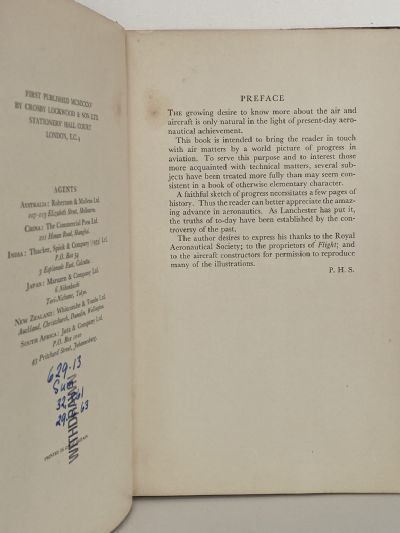 FIRST PUBLISHED MCMXXXV
BY CROSBY LOCKWOOD & SON LTD.
STATIONERS' HALL COURT
LONDON, E.C.4
AGENTS
AUSTRALIA: Robertson & Mullens Ltd.
107-113 Elizabeth Street, Melbourne.
CHINA: The Commercial Press Ltd.
211 Honan Road, Shanghai.
INDIA: Thacker, Spink & Company (1933) Ltd.
P.O. Box 54
3 Esplanade East, Calcutta.
JAPAN: Maruzen & Company Ltd.
6 Nihonbashi
Tori-Nichome, Tokyo.
NEW ZEALAND: Whitcombe & Tombs Ltd.
Auckland, Christchurch, Dunedin, Wellington.
SOUTH AFRICA: Juta & Company Ltd.
P.O. Box 1010
43 Pritchard Street, Johannesburg.
629.13
WITHDRAWN
PRINTED IN GREAT BRITAIN
PREFACE
THE growing desire to know more about the air and
aircraft is only natural in the light of present-day aero-
nautical achievement.
This book is intended to bring the reader in touch
with air matters by a world picture of progress in
aviation. To serve this purpose and to interest those
more acquainted with technical matters, several sub-
jects have been treated more fully than may seem con-
sistent in a book of otherwise elementary character.
A faithful sketch of progress necessitates a few pages of
history. Thus the reader can better appreciate the amaz-
ing advance in aeronautics. As Lanchester has put it,
the truths of to-day have been established by the con-
troversy of the past.
The author desires to express his thanks to the Royal
Aeronautical Society; to the proprietors of Flight; and
to the aircraft constructors for permission to reproduce
many of the illustrations.
P. H. S.